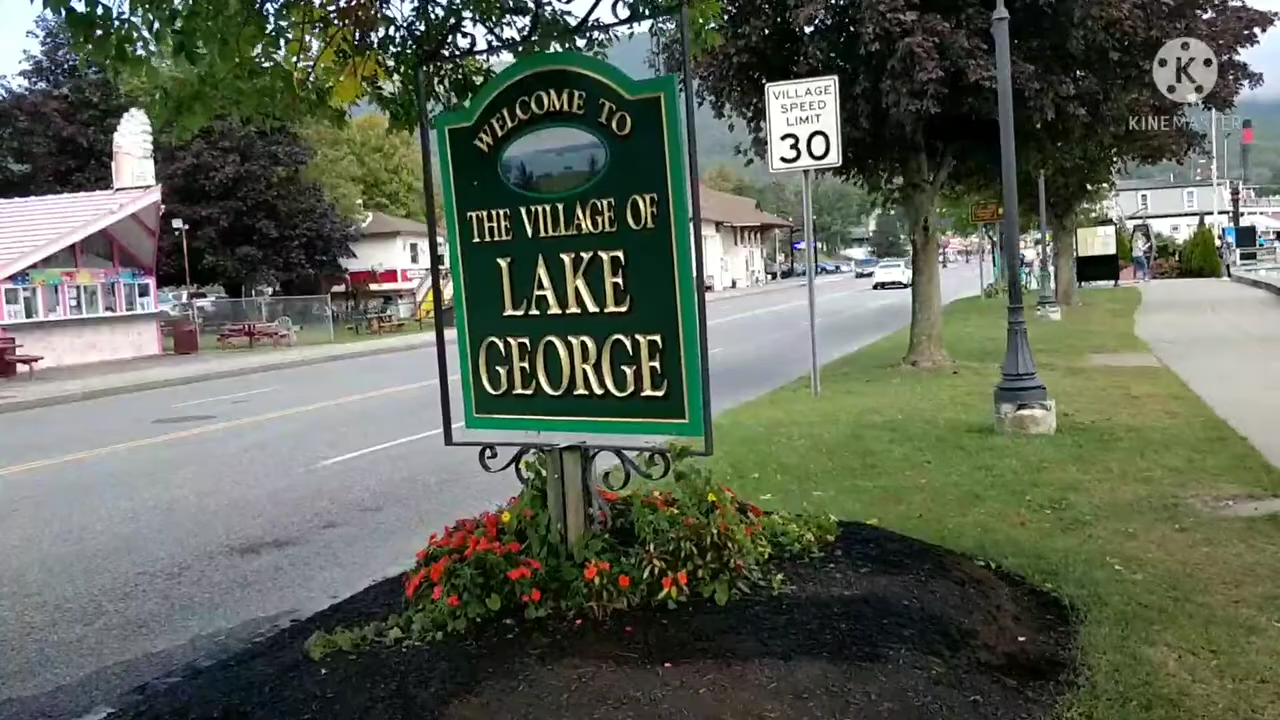 WELCOME TO
THE VILLAGE OF
LAKE
GEORGE
VILLAGE
SPEED
LIMIT
30
K
KINEMASTER